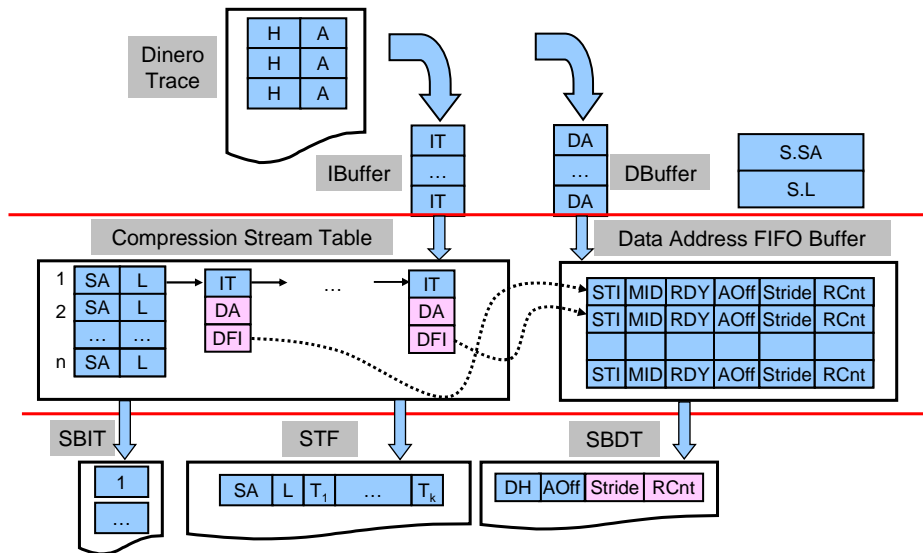 Dinero
Trace
H A
H A
H A
IBuffer
IT
…
IT
DA
…
DA
DBuffer
S.SA
S.L
Compression Stream Table
Data Address FIFO Buffer
1 SA L
2 SA L
... ...
n SA L
IT
DA
DFI
…
IT
DA
DFI
STI MID RDY AOff Stride RCnt
STI MID RDY AOff Stride RCnt
STI MID RDY AOff Stride RCnt
SBIT
STF
SBDT
1
…
SA L T1 … Tk
DH AOff Stride RCnt